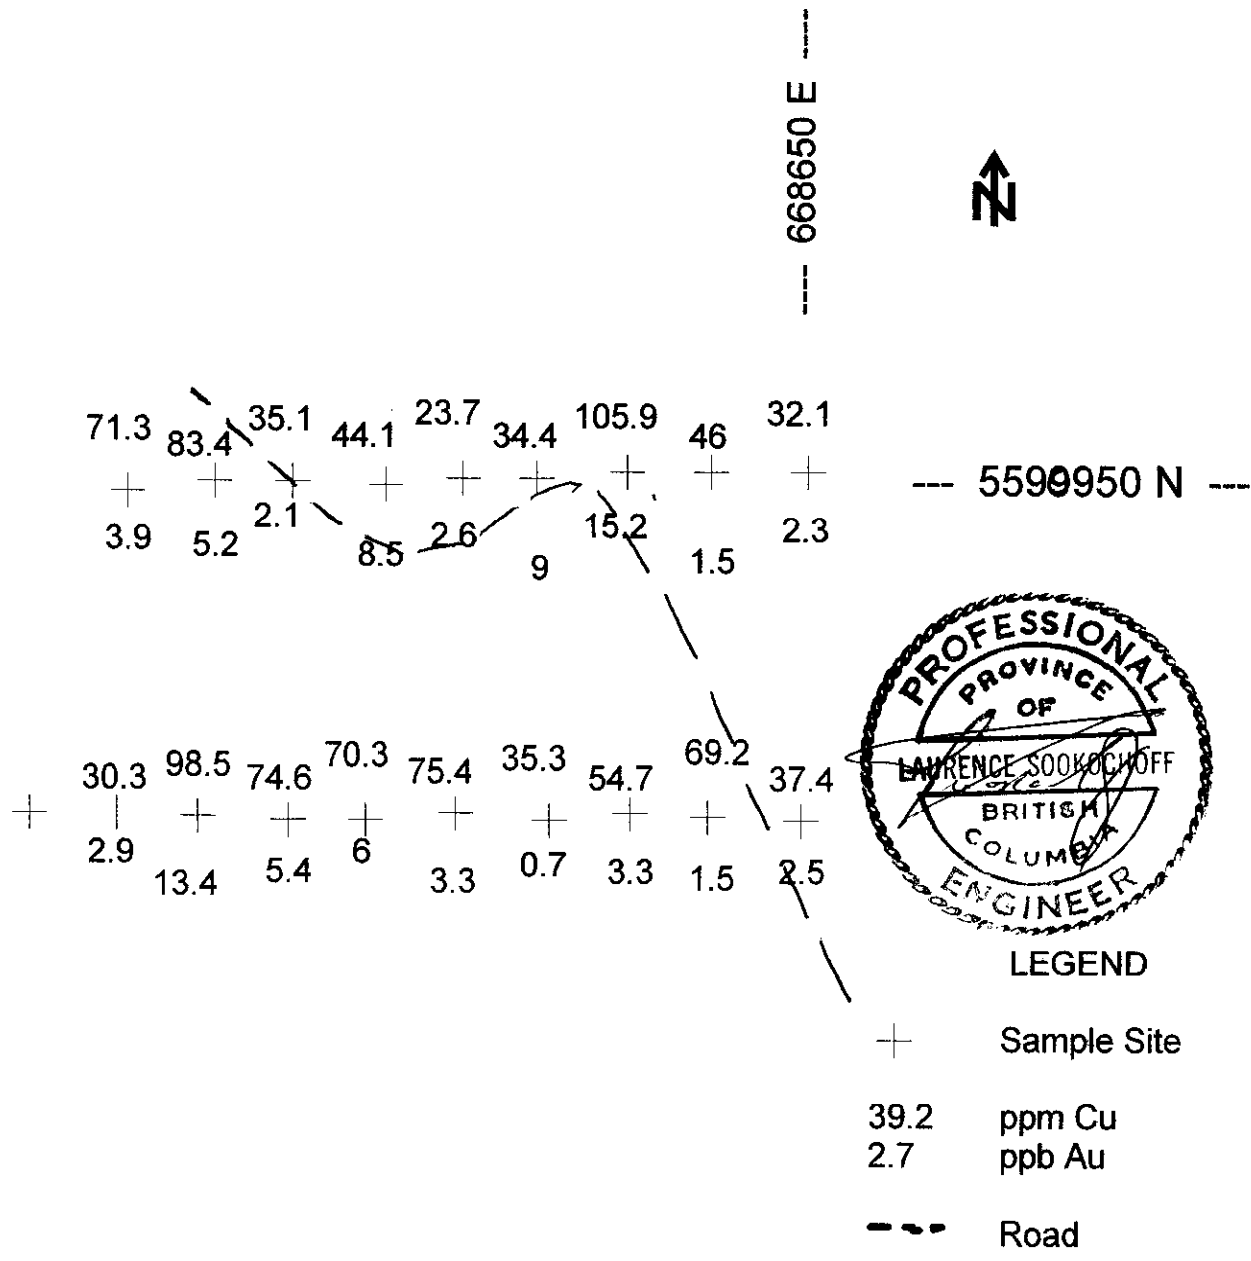 668650 E
N
71.3 83.4 35.1 44.1 23.7 34.4 105.9 46 32.1
5599950 N
3.9 5.2 2.1 8.5 2.6 9 15.2 1.5 2.3
PROFESSIONAL
PROVINCE
OF
LAURENCE SOOKOCHOFF
BRITISH
COLUMBIA
ENGINEER
30.3 98.5 74.6 70.3 75.4 35.3 54.7 69.2 37.4
2.9 13.4 5.4 6 3.3 0.7 3.3 1.5 2.5
LEGEND
Sample Site
39.2 ppm Cu
2.7 ppb Au
Road